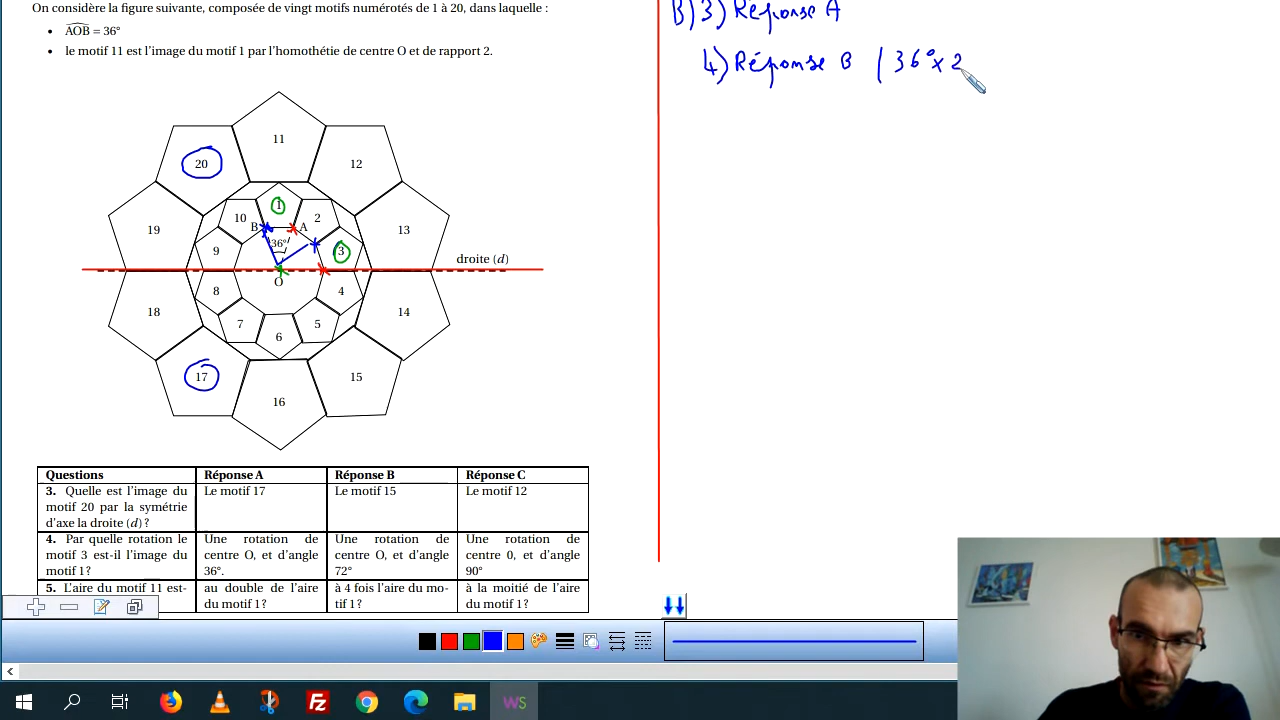 On considère la figure suivante, composée de vingt motifs numérotés de 1 à 20, dans laquelle :
• AOB = 36°
• le motif 11 est l'image du motif 1 par l'homothétie de centre O et de rapport 2.
B) 3) Réponse A
4) Réponse B ( 36° × 2
11
20
12
1
10
2
19
B
A
13
36°
9
3
droite (d)
O
8
4
18
14
7
5
6
17
15
16
Questions
Réponse A
Réponse B
Réponse C
3. Quelle est l'image du
motif 20 par la symétrie
d'axe la droite (d) ?
Le motif 17
Le motif 15
Le motif 12
4. Par quelle rotation le
motif 3 est-il l'image du
motif 1 ?
Une rotation de
centre O, et d'angle
36°.
Une rotation de
centre O, et d'angle
72°
Une rotation de
centre 0, et d'angle
90°
5. L'aire du motif 11 est-
au double de l'aire
du motif 1 ?
à 4 fois l'aire du mo-
tif 1 ?
à la moitié de l'aire
du motif 1 ?
WS